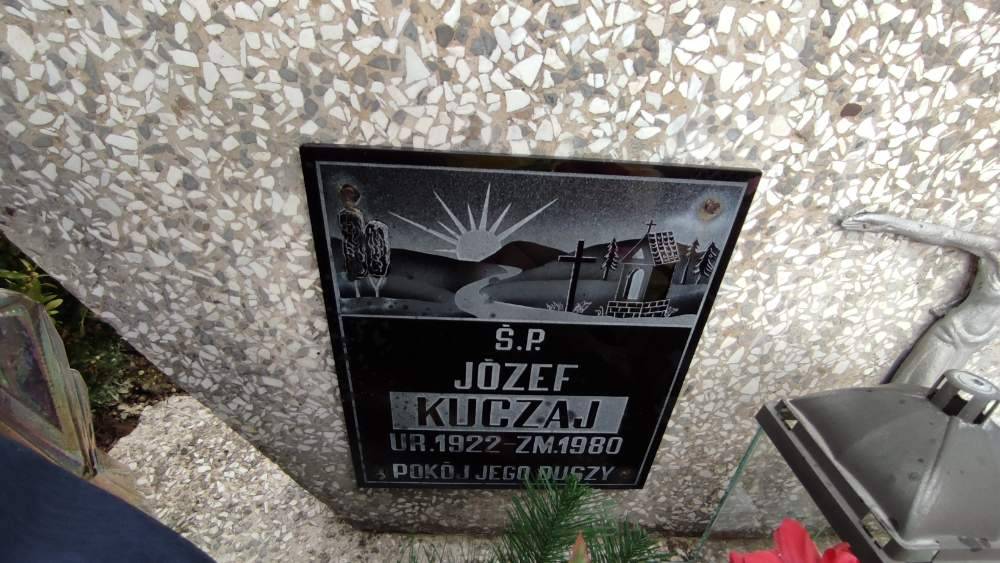 Ś.P.
JÓZEF
KUCZAJ
UR.1922-ZM.1980
POKÓJ JEGO DUSZY